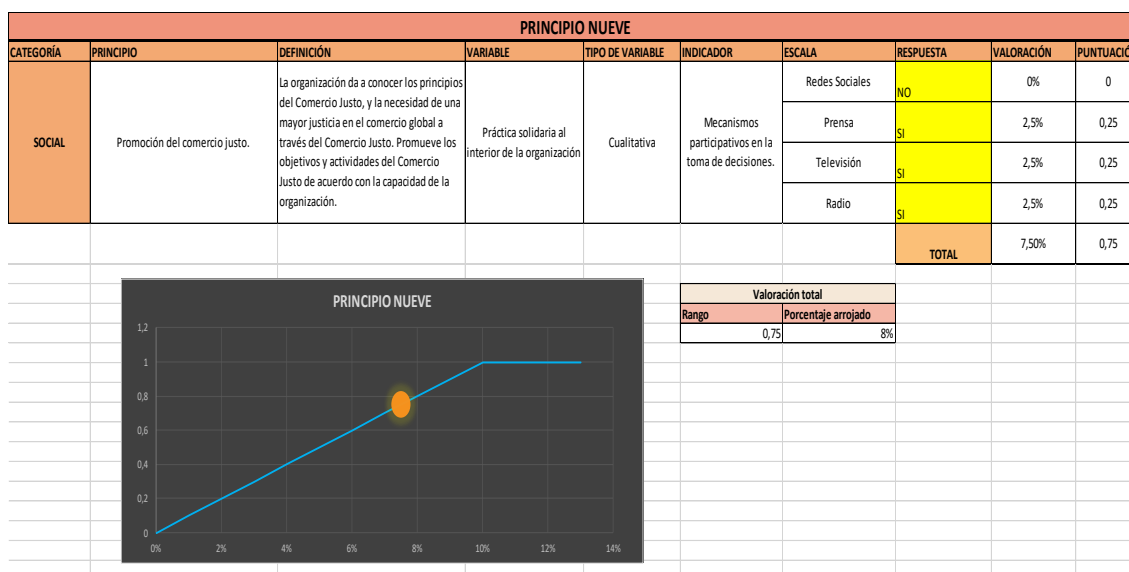 PRINCIPIO NUEVE
CATEGORÍA PRINCIPIO DEFINICIÓN VARIABLE TIPO DE VARIABLE INDICADOR ESCALA RESPUESTA VALORACIÓN PUNTUACIÓ
SOCIAL
Promoción del comercio justo.
La organización da a conocer los principios
del Comercio Justo, y la necesidad de una
mayor justicia en el comercio global a
través del Comercio Justo. Promueve los
objetivos y actividades del Comercio
Justo de acuerdo con la capacidad de la
organización.
Práctica solidaria al
interior de la organización
Cualitativa
Mecanismos
participativos en la
toma de decisiones.
Redes Sociales NO 0% 0
Prensa SI 2,5% 0,25
Televisión SI 2,5% 0,25
Radio SI 2,5% 0,25
TOTAL 7,50% 0,75
PRINCIPIO NUEVE
1,2
1
0,8
0,6
0,4
0,2
0
0% 2% 4% 6% 8% 10% 12% 14%
Valoración total
Rango Porcentaje arrojado
0,75 8%